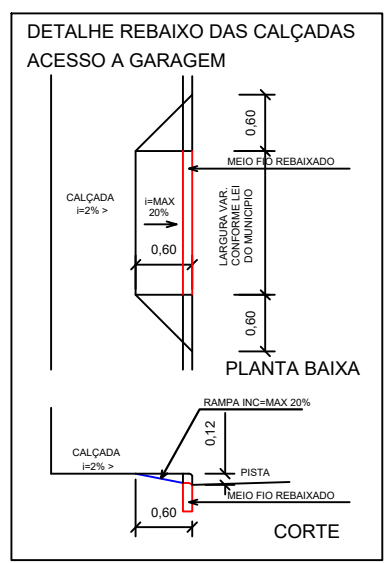 DETALHE REBAIXO DAS CALÇADAS
ACESSO A GARAGEM
0,60
MEIO FIO REBAIXADO
CALÇADA
i=2% >
i=MAX
20%
LARGURA VAR.
CONFORME LEI
DO MUNICIPIO
0,60
0,60
PLANTA BAIXA
RAMPA INC=MAX 20%
0,12
CALÇADA
i=2% >
PISTA
MEIO FIO REBAIXADO
0,60
CORTE